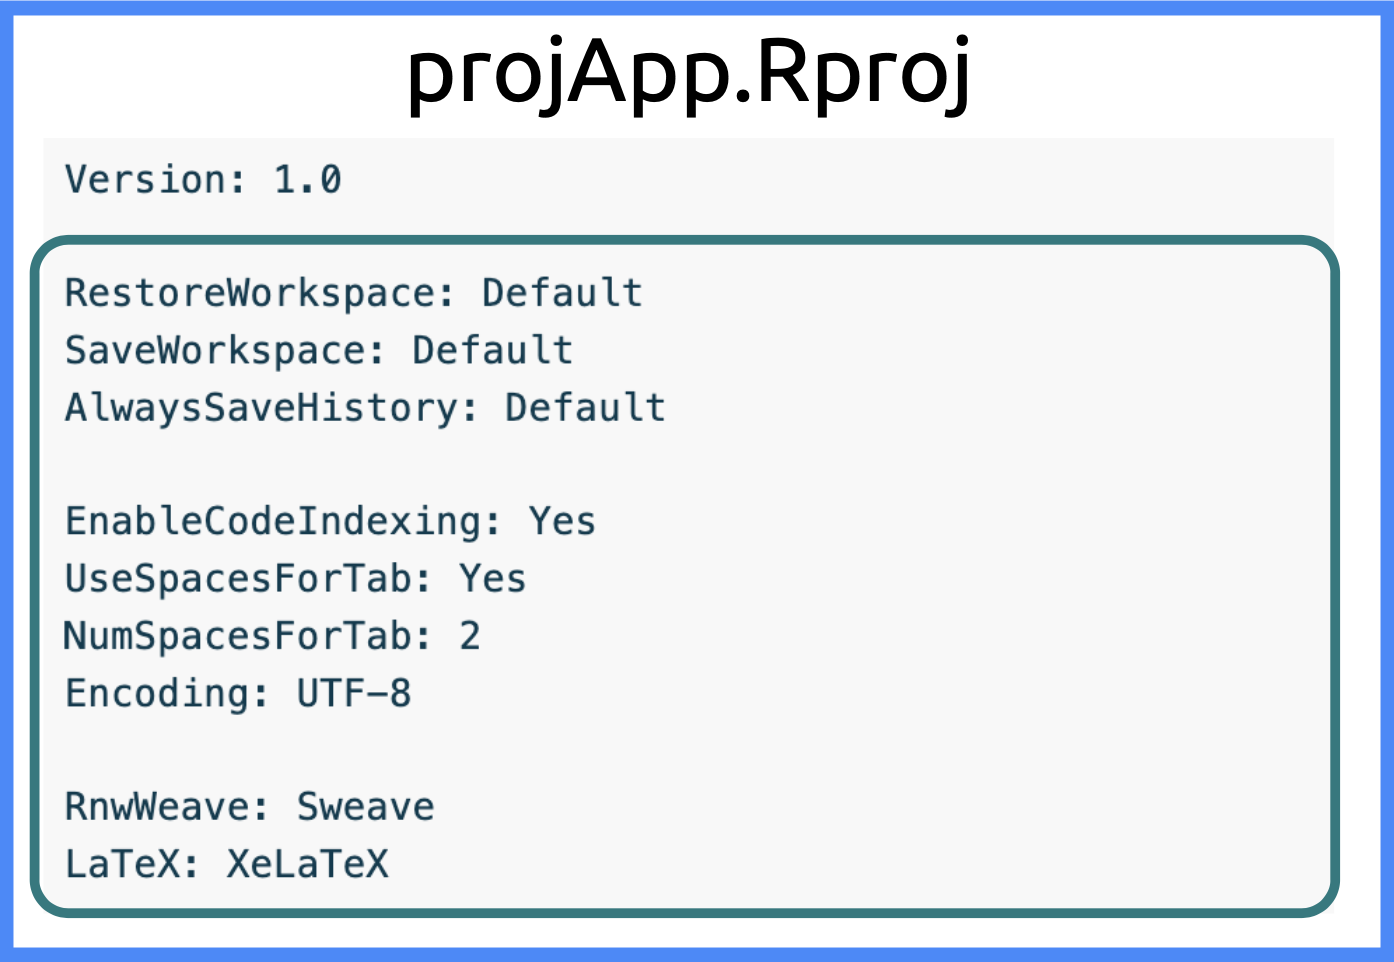 projApp.Rproj
Version: 1.0
RestoreWorkspace: Default
SaveWorkspace: Default
AlwaysSaveHistory: Default
EnableCodeIndexing: Yes
UseSpacesForTab: Yes
NumSpacesForTab: 2
Encoding: UTF-8
RnwWeave: Sweave
LaTeX: XeLaTeX